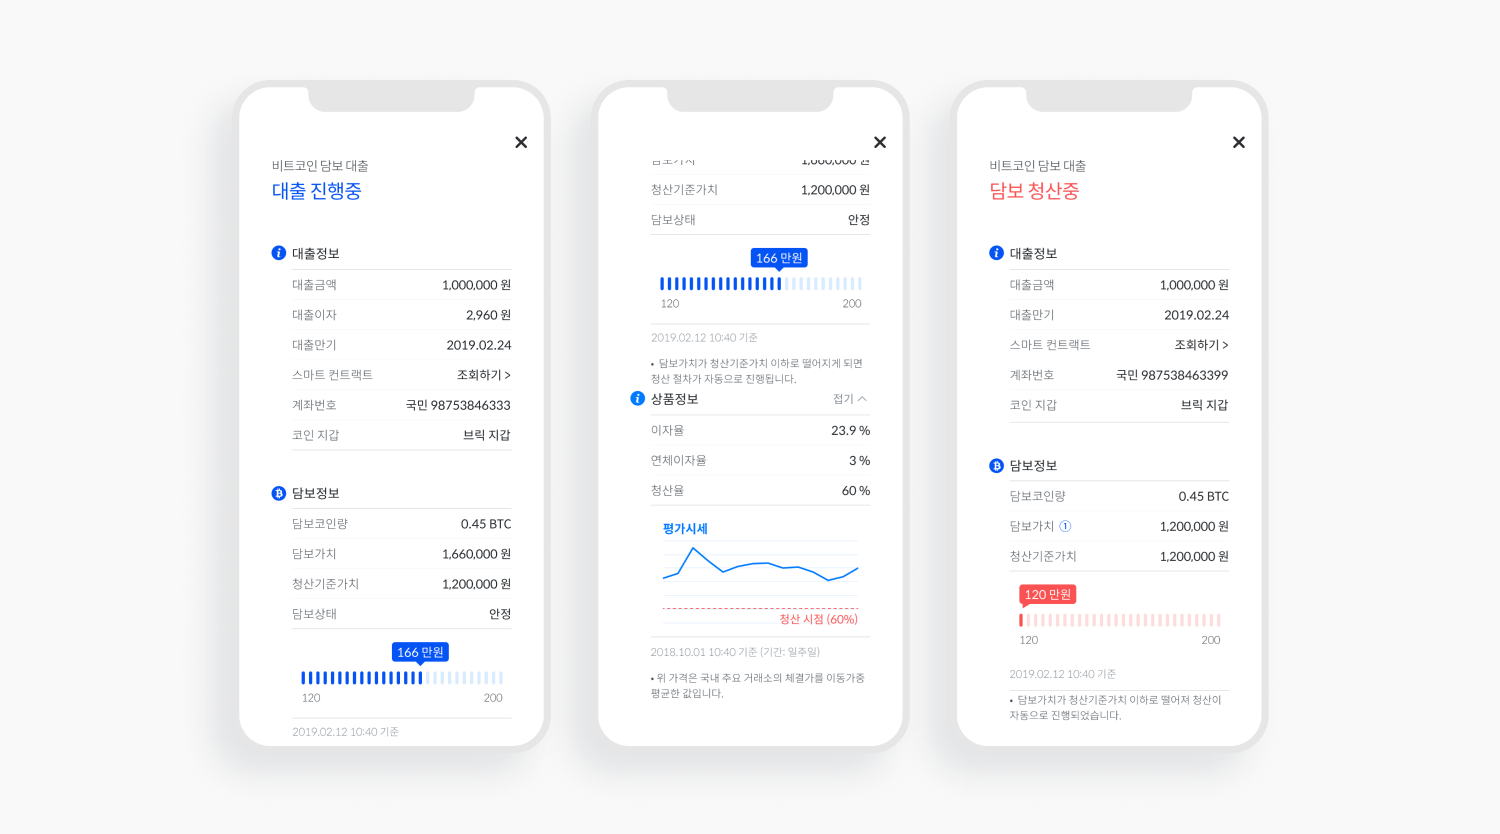 비트코인 담보 대출
대출 진행중
대출정보
대출금액 1,000,000 원
대출이자 2,960 원
대출만기 2019.02.24
스마트 컨트랙트 조회하기 >
계좌번호 국민 98753846333
코인 지갑 브릭 지갑
담보정보
담보코인량 0.45 BTC
담보가치 1,660,000 원
청산기준가치 1,200,000 원
담보상태 안정
166 만원
120 200
2019.02.12 10:40 기준
담보가치 1,660,000 원
청산기준가치 1,200,000 원
담보상태 안정
166 만원
120 200
2019.02.12 10:40 기준
• 담보가치가 청산기준가치 이하로 떨어지게 되면
청산 절차가 자동으로 진행됩니다.
상품정보 접기
이자율 23.9 %
연체이자율 3 %
청산율 60 %
평가시세
청산 시점 (60%)
2018.10.01 10:40 기준 (기간: 일주일)
• 위 가격은 국내 주요 거래소의 체결가를 이동가중
평균한 값입니다.
비트코인 담보 대출
담보 청산중
대출정보
대출금액 1,000,000 원
대출만기 2019.02.24
스마트 컨트랙트 조회하기 >
계좌번호 국민 987538463399
코인 지갑 브릭 지갑
담보정보
담보코인량 0.45 BTC
담보가치 ① 1,200,000 원
청산기준가치 1,200,000 원
120 만원
120 200
2019.02.12 10:40 기준
• 담보가치가 청산기준가치 이하로 떨어져 청산이
자동으로 진행되었습니다.